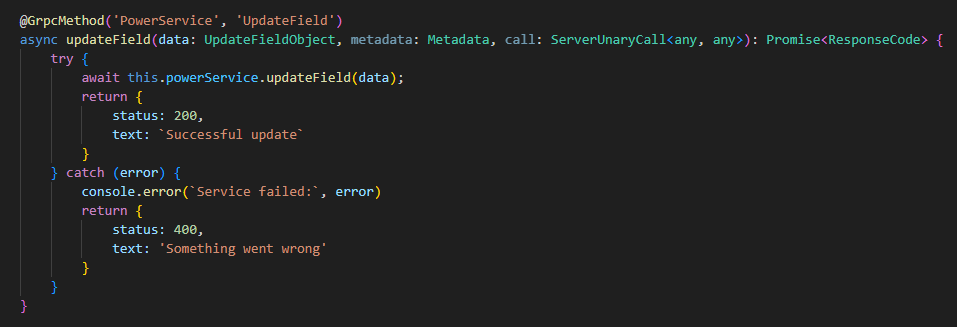 @GrpcMethod('PowerService', 'UpdateField')
async updateField(data: UpdateFieldObject, metadata: Metadata, call: ServerUnaryCall<any, any>): Promise<ResponseCode> {
    try {
        await this.powerService.updateField(data);
        return {
            status: 200,
            text: `Successful update`
        }
    } catch (error) {
        console.error(`Service failed:`, error)
        return {
            status: 400,
            text: 'Something went wrong'
        }
    }
}